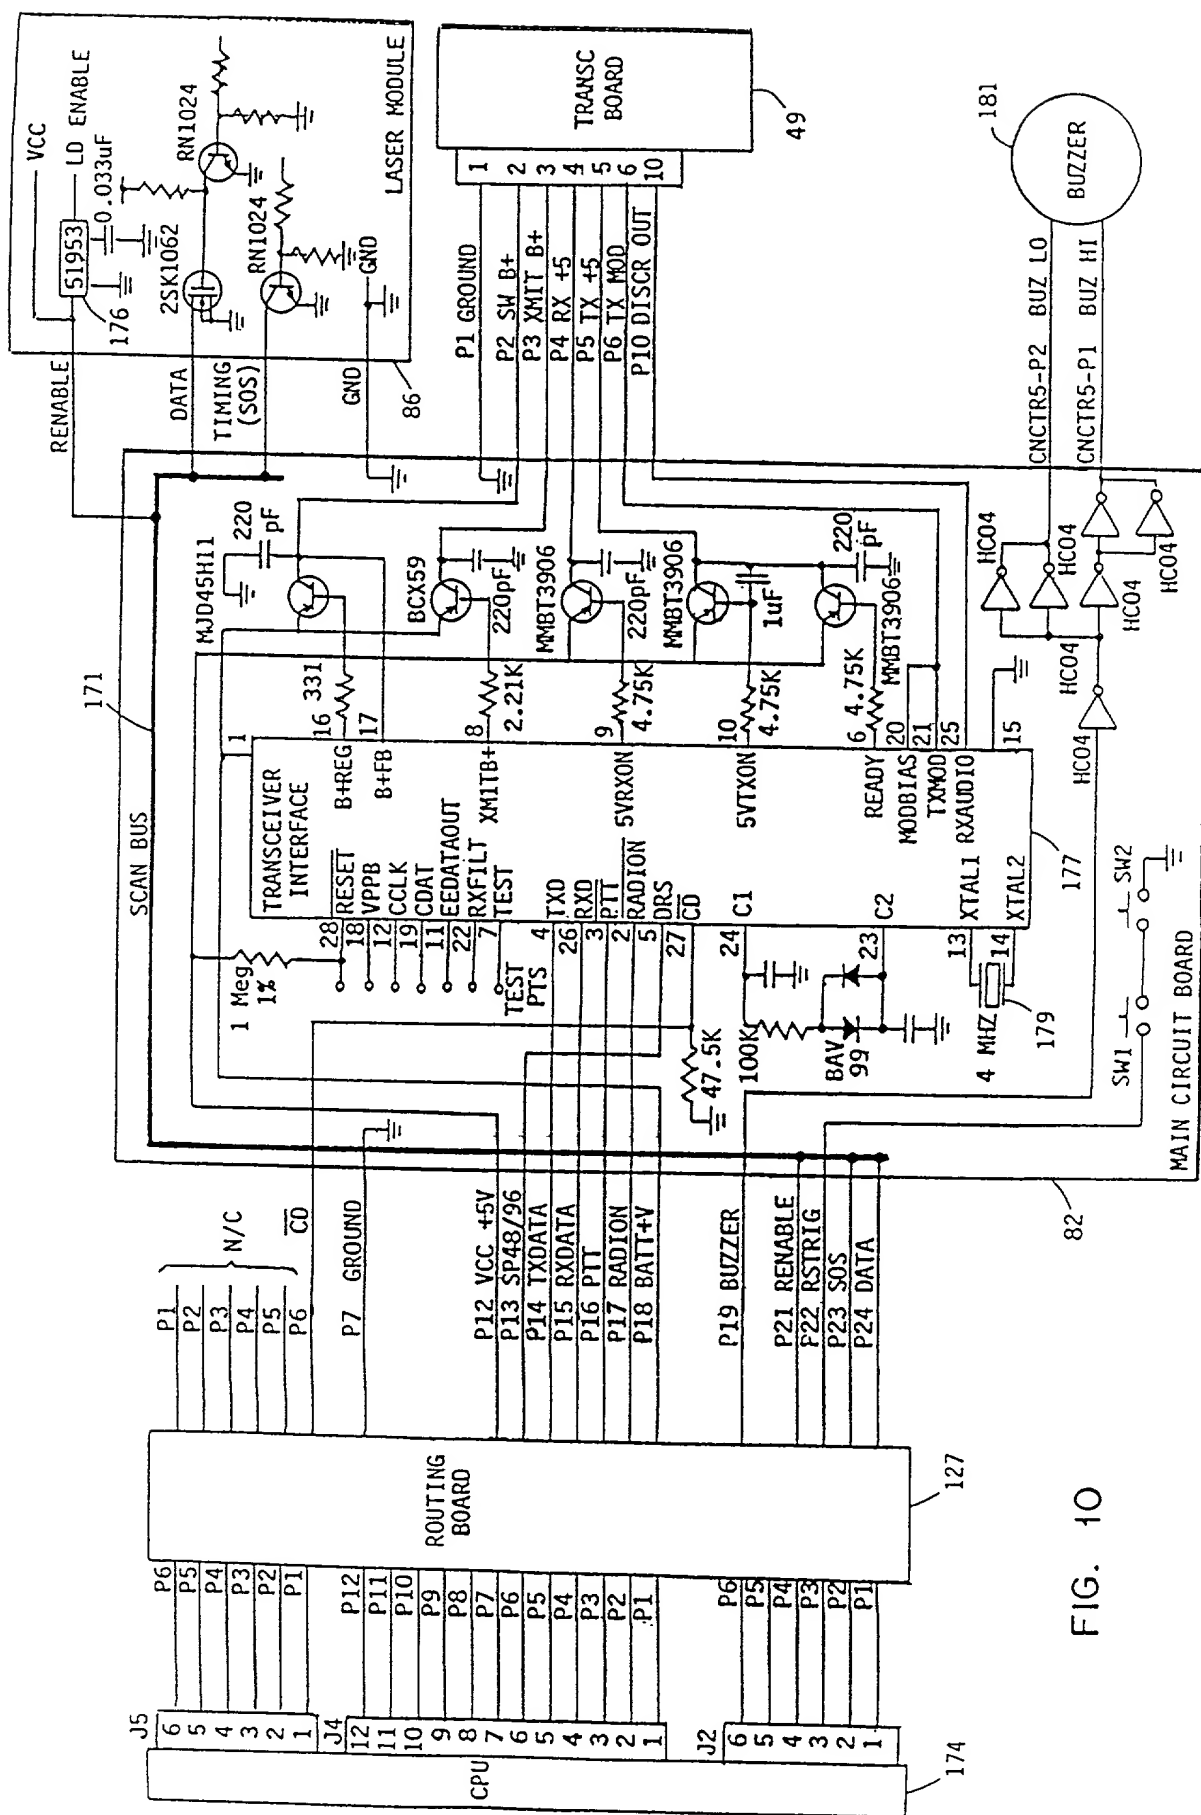 J5
6
5
4
3
2
1
J4
12
11
10
9
8
7
6
5
4
3
2
1
J2
6
5
4
3
2
1
CPU
174
P6
P5
P4
P3
P2
P1
P12
P11
P10
P9
P8
P7
P6
P5
P4
P3
P2
P1
P6
P5
P4
P3
P2
P1
ROUTING
BOARD
127
P1
P2
P3
P4
P5
P6
N/C
CD
P7 GROUND
P12 VCC +5V
P13 SP48/96
P14 TXDATA
P15 RXDATA
P16 PTT
P17 RADION
P18 BATT+V
P19 BUZZER
P21 RENABLE
P22 RSTRIG
P23 SOS
P24 DATA
82
SCAN BUS
171
1 Meg
1%
TEST
PTS
47.5K
100K
BAV
99
4 MHZ
179
SW1
SW2
MAIN CIRCUIT BOARD
TRANSCEIVER
INTERFACE
28 RESET
18 VPPB
12 CCLK
19 CDAT
11 EEDATAOUT
22 RXFILT
7 TEST
4 TXD
26 RXD
3 PTT
2 RADION
5 DRS
27 CD
24 C1
23 C2
13 XTAL1
14 XTAL2
177
1
B+REG 16
B+FB 17
XMITB+ 8
5VRXON 9
5VTXON 10
READY 6
MODBIAS 20
TXMOD 21
RXAUDIO 25
15
331
2.21K
4.75K
4.75K
4.75K
MJD45H11
220
pF
BCX59
220pF
MMBT3906
220pF
MMBT3906
1uF
220
pF
MMBT3906
HC04
HC04
HC04
HC04
HC04
HC04
RENABLE
DATA
TIMING
(SOS)
GND
86
VCC
LD ENABLE
51953
0.033uF
176
2SK1062
RN1024
RN1024
GND
LASER MODULE
P1 GROUND
P2 SW B+
P3 XMIT B+
P4 RX +5
P5 TX +5
P6 TX MOD
P10 DISCR OUT
1
2
3
4
5
6
10
TRANSC
BOARD
49
CNCTR5-P2 BUZ LO
CNCTR5-P1 BUZ HI
BUZZER
181
FIG. 10